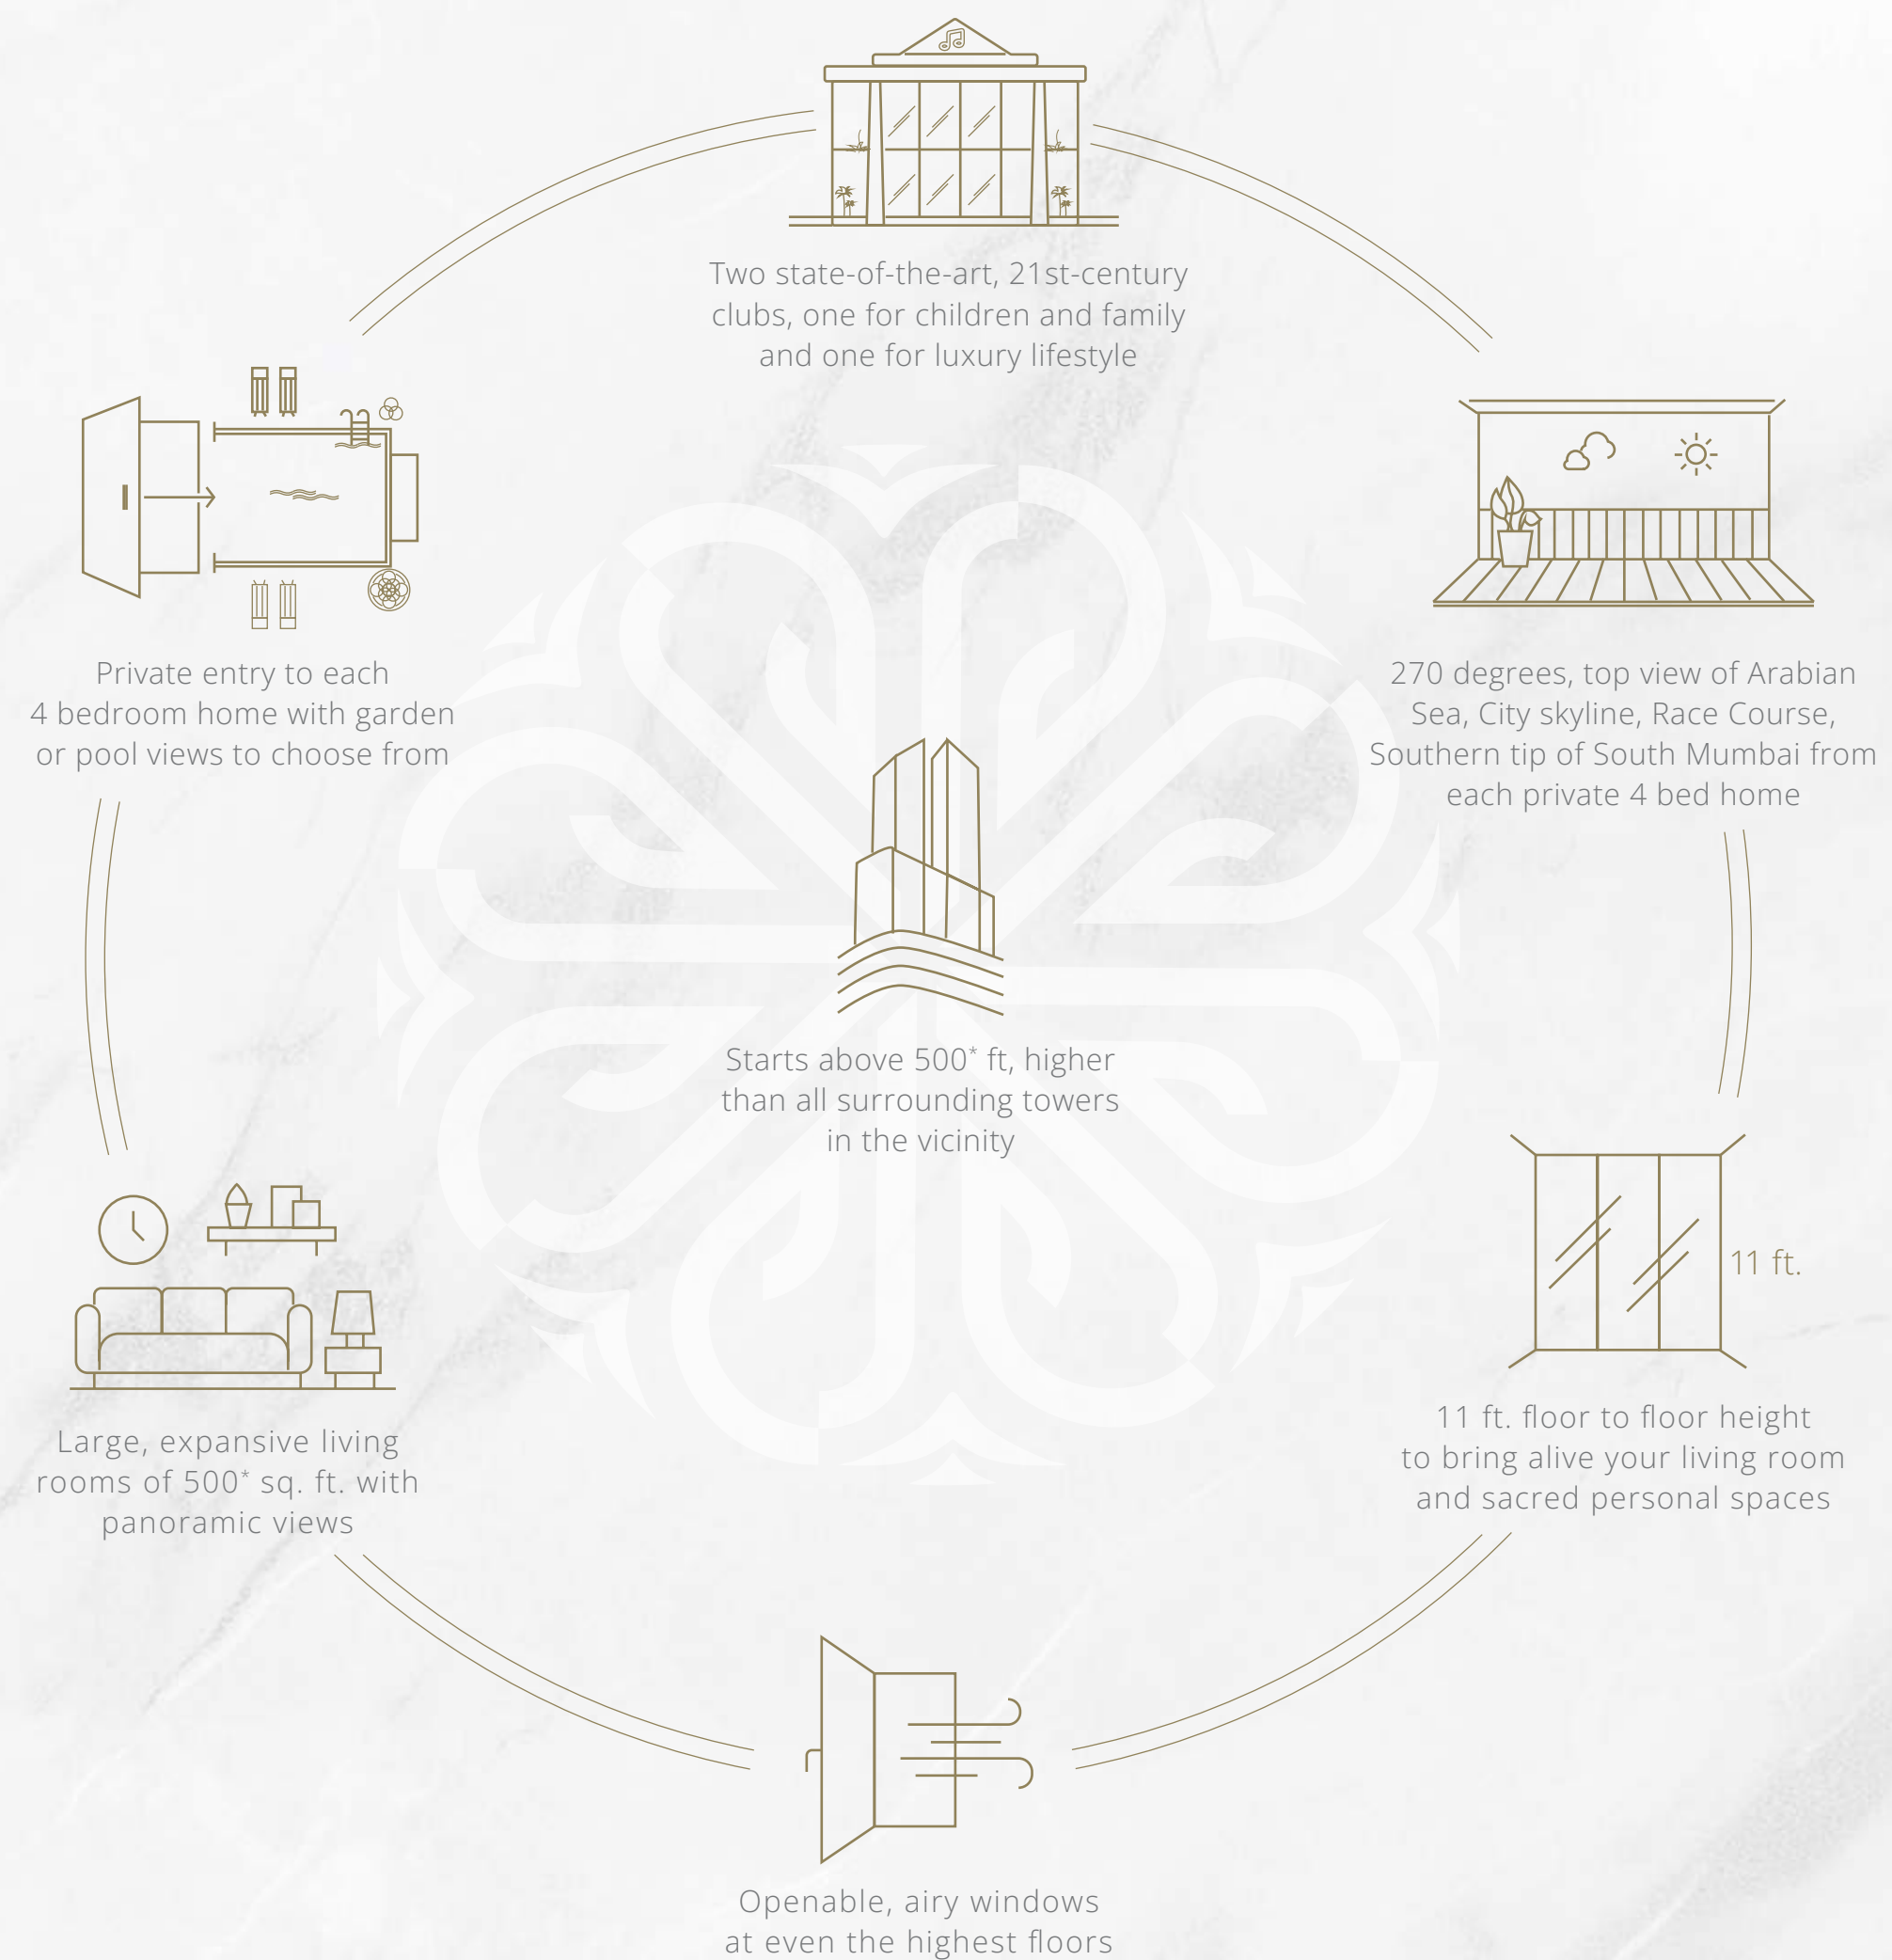 Two state-of-the-art, 21st-century
clubs, one for children and family
and one for luxury lifestyle
Private entry to each
4 bedroom home with garden
or pool views to choose from
270 degrees, top view of Arabian
Sea, City skyline, Race Course,
Southern tip of South Mumbai from
each private 4 bed home
Starts above 500* ft, higher
than all surrounding towers
in the vicinity
Large, expansive living
rooms of 500* sq. ft. with
panoramic views
11 ft.
11 ft. floor to floor height
to bring alive your living room
and sacred personal spaces
Openable, airy windows
at even the highest floors